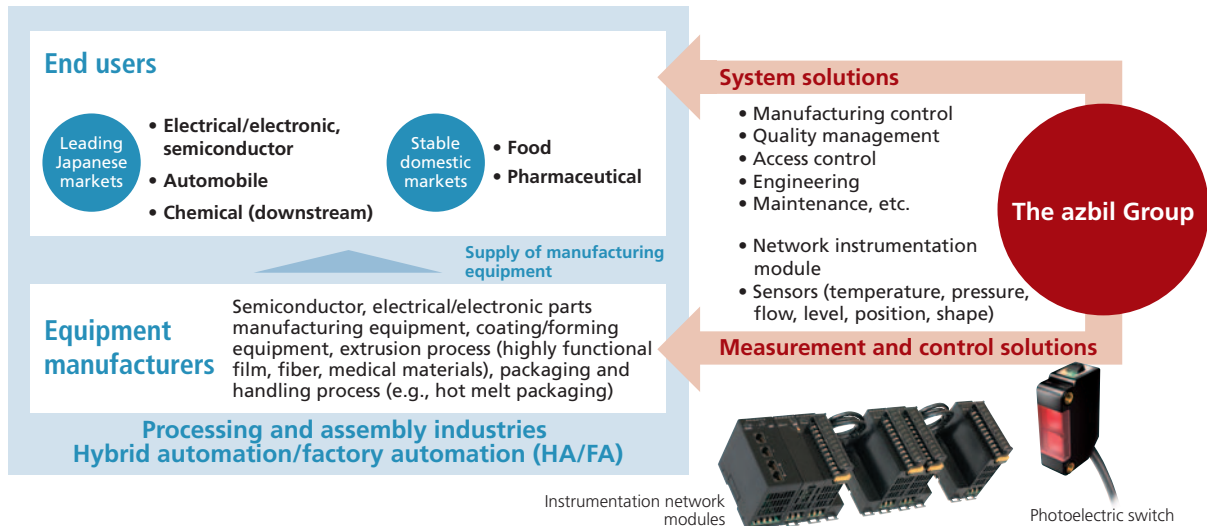 End users
Leading
Japanese
markets
• Electrical/electronic,
semiconductor
• Automobile
• Chemical (downstream)
Stable
domestic
markets
• Food
• Pharmaceutical
Supply of manufacturing
equipment
Equipment
manufacturers
Semiconductor, electrical/electronic parts
manufacturing equipment, coating/forming
equipment, extrusion process (highly functional
film, fiber, medical materials), packaging and
handling process (e.g., hot melt packaging)
Processing and assembly industries
Hybrid automation/factory automation (HA/FA)
System solutions
• Manufacturing control
• Quality management
• Access control
• Engineering
• Maintenance, etc.
• Network instrumentation
module
• Sensors (temperature, pressure,
flow, level, position, shape)
Measurement and control solutions
The azbil Group
Instrumentation network
modules
Photoelectric switch